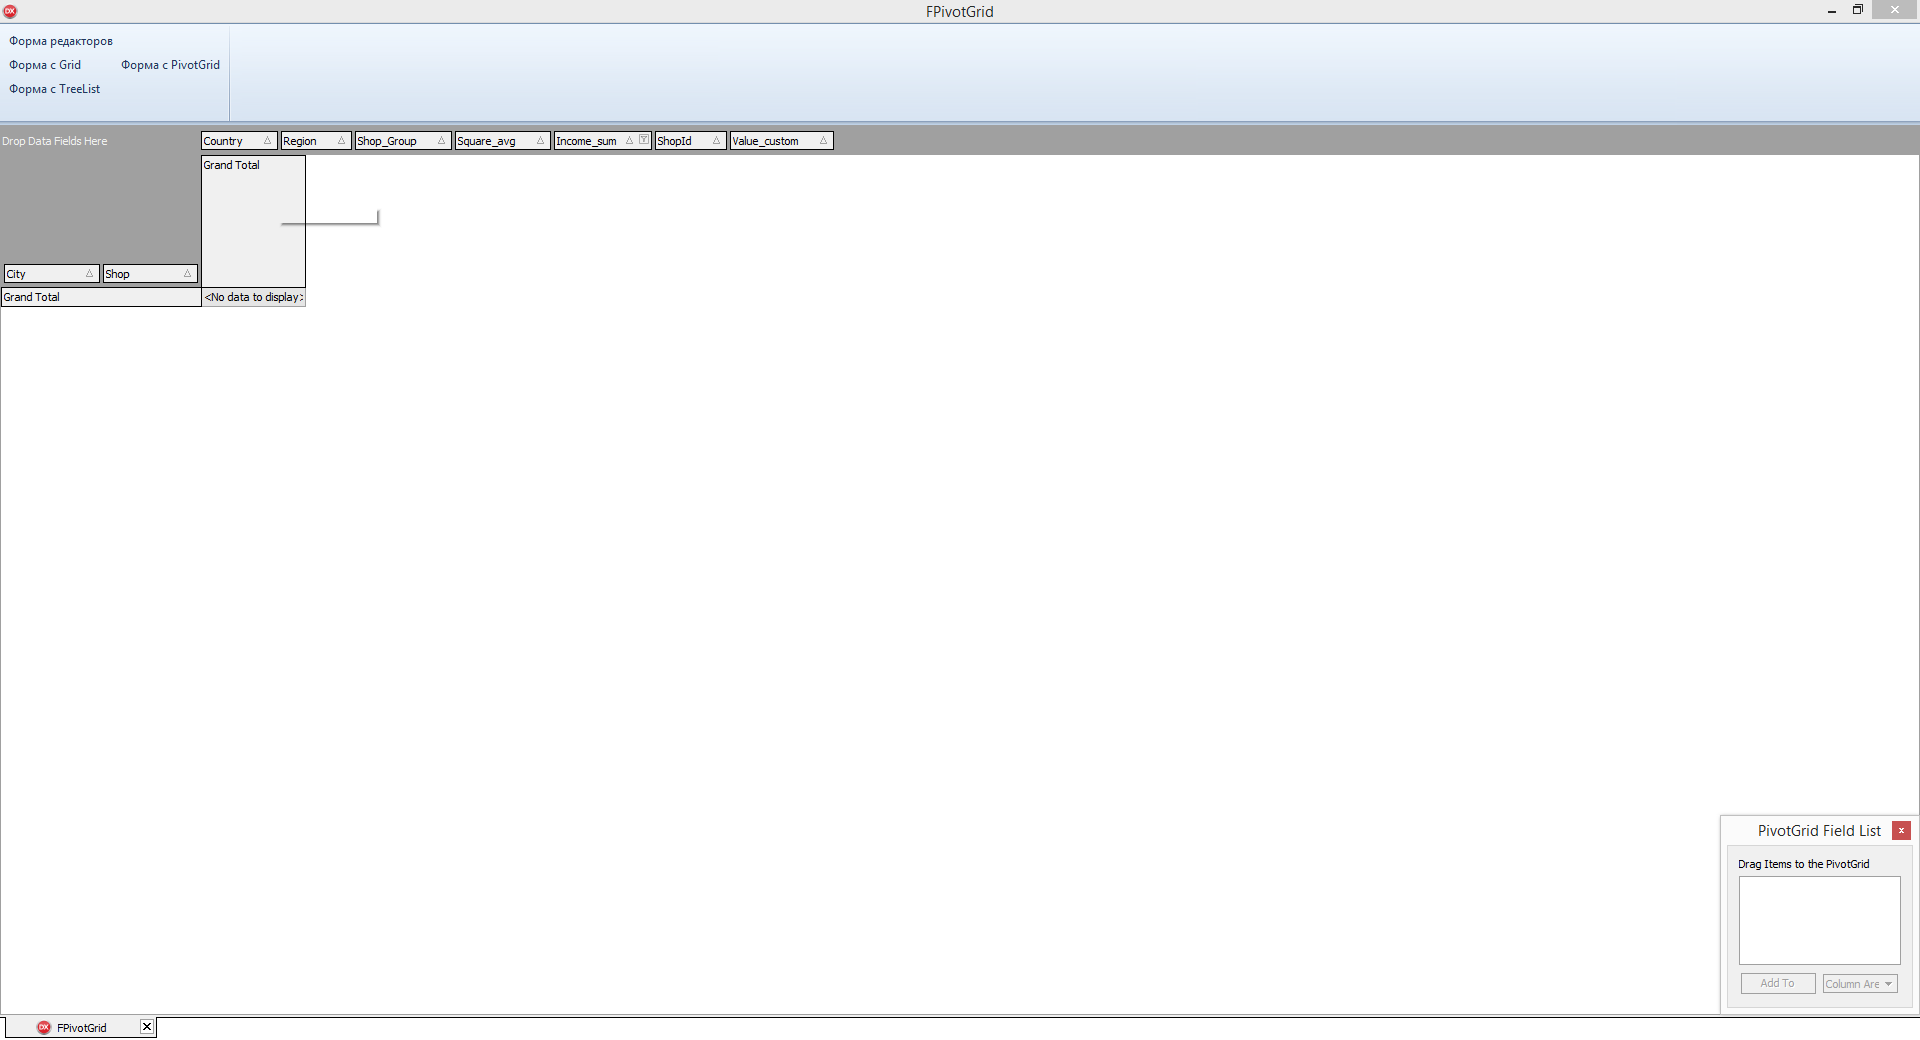 FPivotGrid
Форма редакторов
Форма с Grid Форма с PivotGrid
Форма с TreeList
Drop Data Fields Here Country Region Shop_Group Square_avg Income_sum ShopId Value_custom
Grand Total
City Shop
Grand Total <No data to display>
PivotGrid Field List
Drag Items to the PivotGrid
Add To Column Are
FPivotGrid